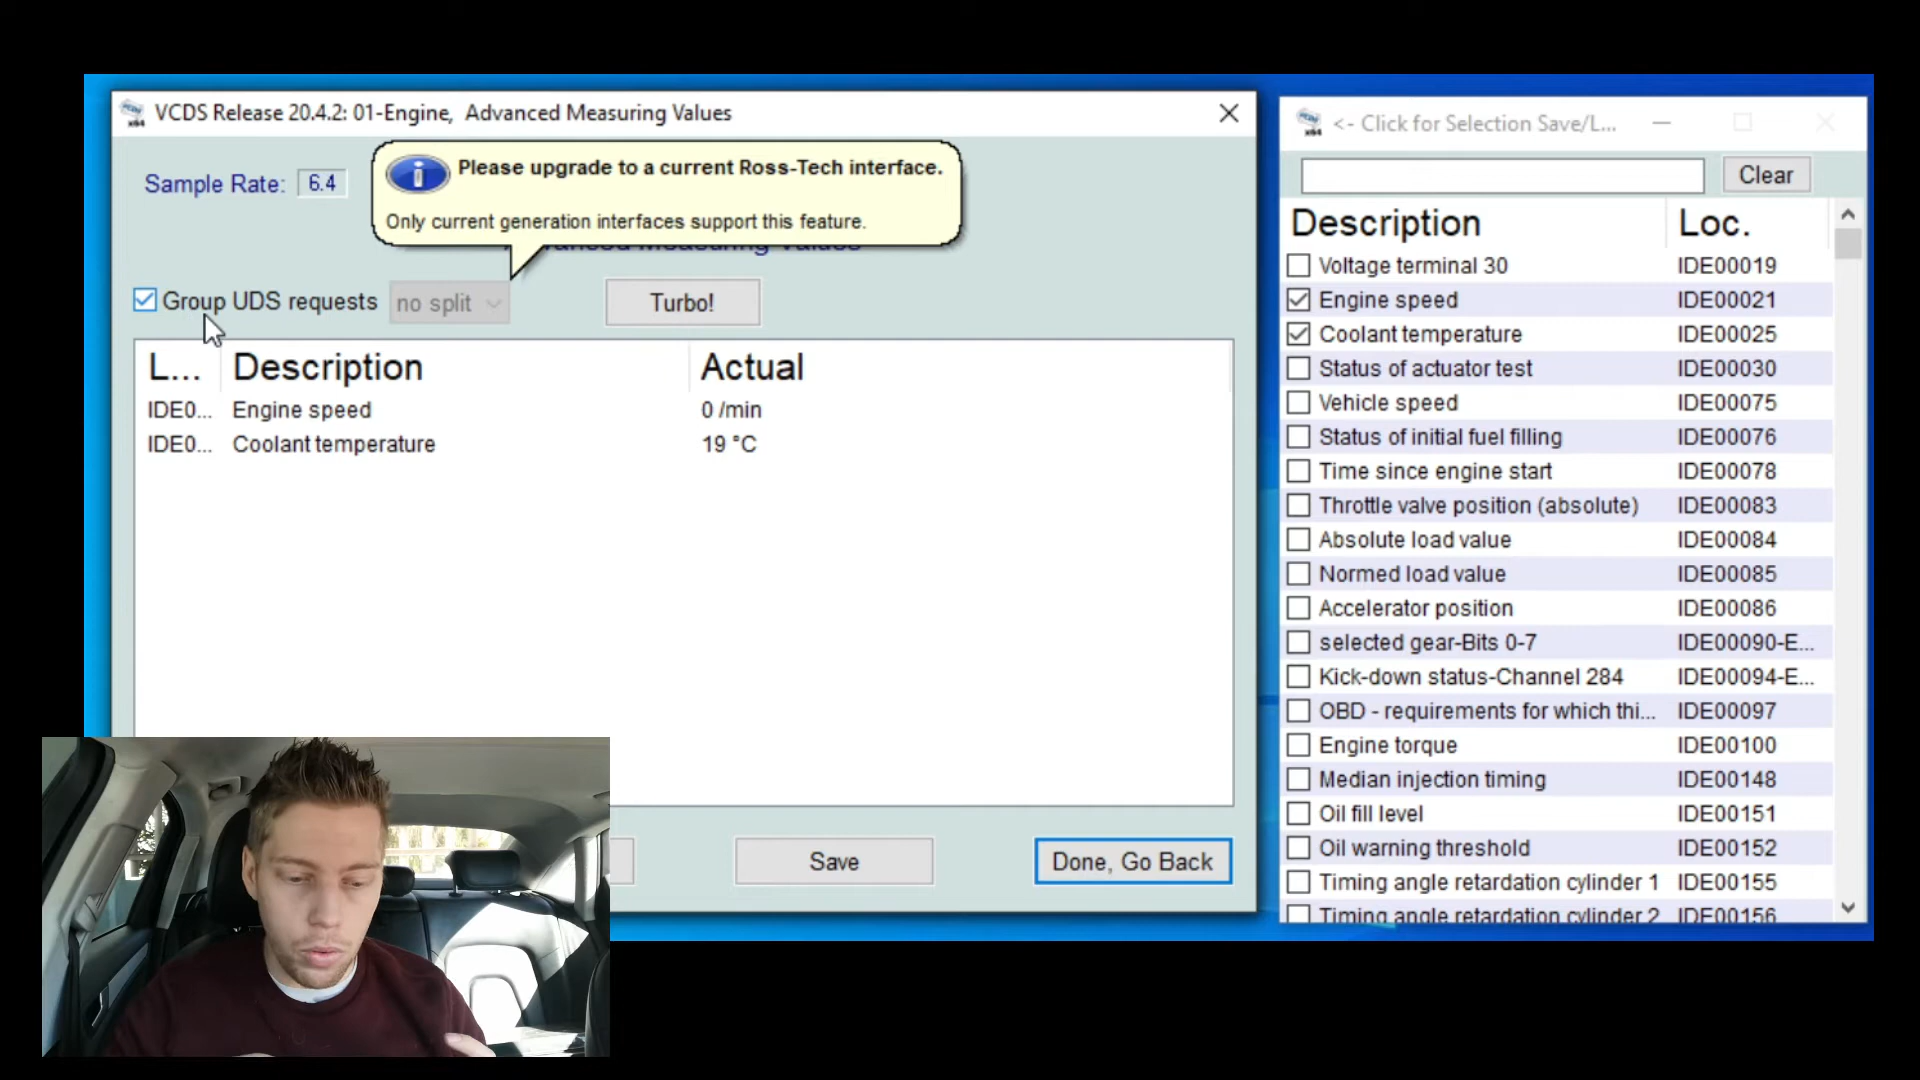 VCDS Release 20.4.2: 01-Engine, Advanced Measuring Values
Sample Rate: 6.4
Please upgrade to a current Ross-Tech interface.
Only current generation interfaces support this feature.
Advanced Measuring Values
Group UDS requests
no split
Turbo!
L... Description Actual
IDE0... Engine speed 0 /min
IDE0... Coolant temperature 19 °C
Save
Done, Go Back
<- Click for Selection Save/L...
Clear
Description Loc.
Voltage terminal 30 IDE00019
Engine speed IDE00021
Coolant temperature IDE00025
Status of actuator test IDE00030
Vehicle speed IDE00075
Status of initial fuel filling IDE00076
Time since engine start IDE00078
Throttle valve position (absolute) IDE00083
Absolute load value IDE00084
Normed load value IDE00085
Accelerator position IDE00086
selected gear-Bits 0-7 IDE00090-E...
Kick-down status-Channel 284 IDE00094-E...
OBD - requirements for which thi... IDE00097
Engine torque IDE00100
Median injection timing IDE00148
Oil fill level IDE00151
Oil warning threshold IDE00152
Timing angle retardation cylinder 1 IDE00155
Timing angle retardation cylinder 2 IDE00156